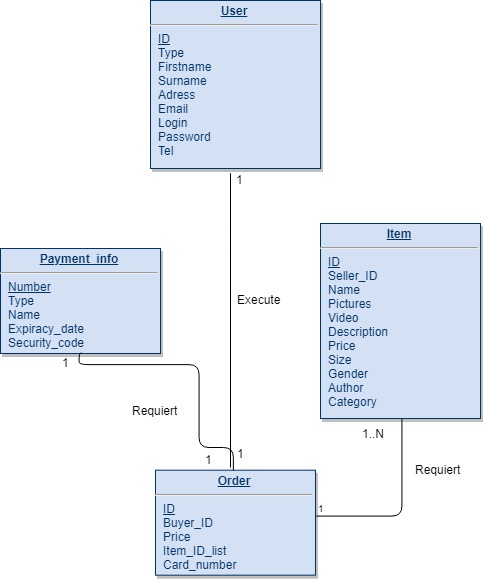 User
ID
Type
Firstname
Surname
Adress
Email
Login
Password
Tel
1
Execute
Item
ID
Seller_ID
Name
Pictures
Video
Description
Price
Size
Gender
Author
Category
Payment_info
Number
Type
Name
Expiracy_date
Security_code
1
Requiert
1
1
1..N
Requiert
1
Order
ID
Buyer_ID
Price
Item_ID_list
Card_number